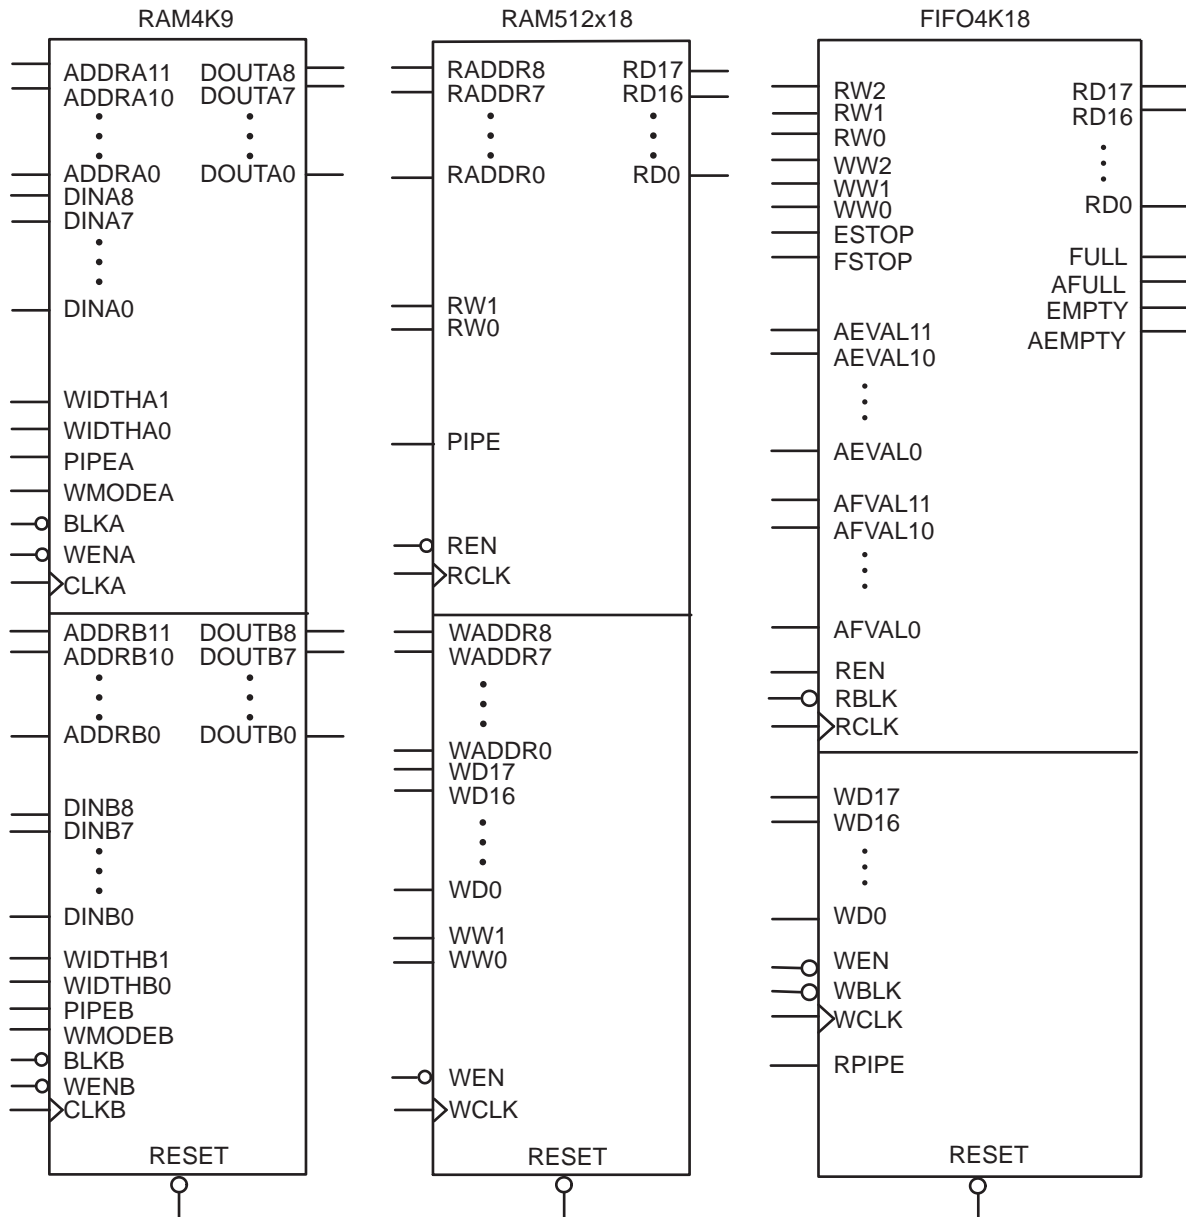 RAM4K9
ADDRA11 DOUTA8
ADDRA10 DOUTA7
ADDRA0 DOUTA0
DINA8
DINA7
DINA0
WIDTHA1
WIDTHA0
PIPEA
WMODEA
BLKA
WENA
CLKA
ADDRB11 DOUTB8
ADDRB10 DOUTB7
ADDRB0 DOUTB0
DINB8
DINB7
DINB0
WIDTHB1
WIDTHB0
PIPEB
WMODEB
BLKB
WENB
CLKB
RESET
RAM512x18
RADDR8 RD17
RADDR7 RD16
RADDR0 RD0
RW1
RW0
PIPE
REN
RCLK
WADDR8
WADDR7
WADDR0
WD17
WD16
WD0
WW1
WW0
WEN
WCLK
RESET
FIFO4K18
RW2 RD17
RW1 RD16
RW0
WW2
WW1
WW0 RD0
ESTOP
FSTOP FULL
AFULL
EMPTY
AEVAL11 AEMPTY
AEVAL10
AEVAL0
AFVAL11
AFVAL10
AFVAL0
REN
RBLK
RCLK
WD17
WD16
WD0
WEN
WBLK
WCLK
RPIPE
RESET